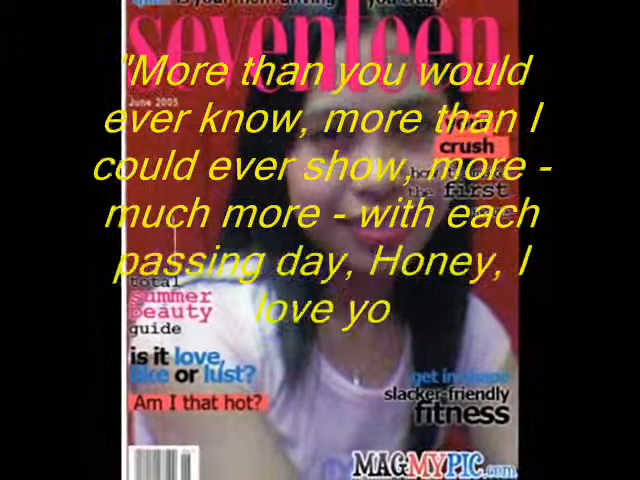 seventeen
"More than you would
June 2005
ever know, more than I
crush
could ever show, more -
the first
much more - with each
passing day, Honey, I
total
summer
love yo
beauty
guide
is it love,
like or lust?
get in shape
slacker-friendly
Am I that hot?
fitness
MAGMYPIC.com